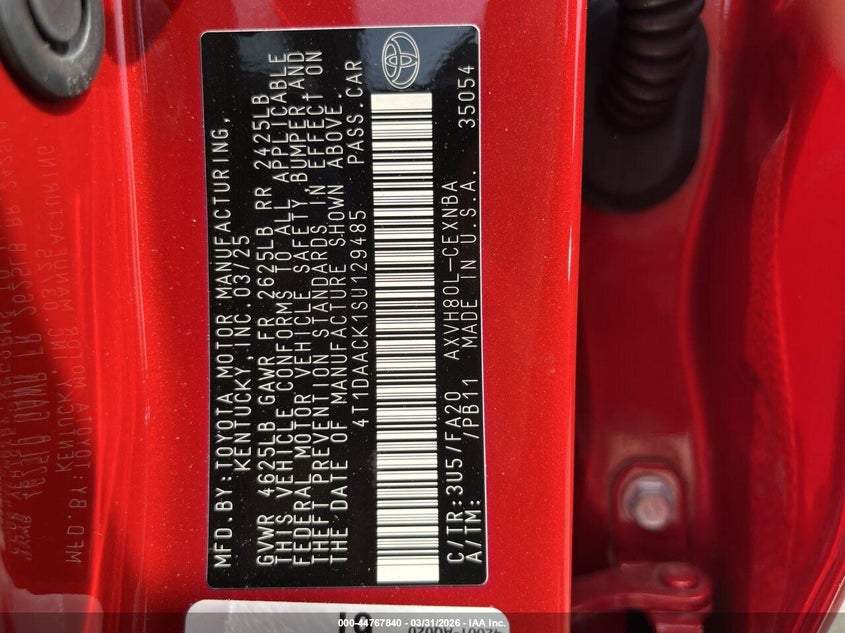 MFD.BY:TOYOTA MOTOR MANUFACTURING,
KENTUCKY, INC. 03/25
GVWR 4625LB GAWR FR 2625LB RR 2425LB
THIS VEHICLE CONFORMS TO ALL APPLICABLE
FEDERAL MOTOR VEHICLE SAFETY, BUMPER AND
THEFT PREVENTION STANDARDS IN EFFECT ON
THE DATE OF MANUFACTURE SHOWN ABOVE.
4T1DAACK1SU129485 PASS.CAR
C/TR:3U5/FA20 AXVH80L-CEXNBA
A/TM: /PB11 MADE IN U.S.A. 35054
000-44767840 - 03/31/2026 - IAA Inc.